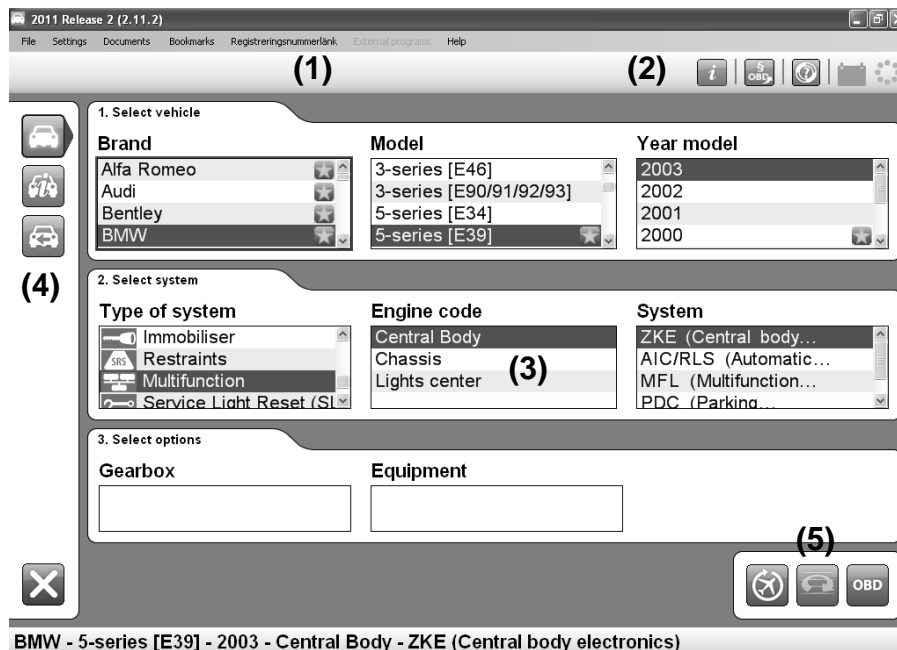 2011 Release 2 (2.11.2)
File Settings Documents Bookmarks Registreringsnummerlänk External programs Help
(1) (2)
i § OBD ?
1. Select vehicle
Brand Model Year model
Alfa Romeo 3-series [E46] 2003
Audi 3-series [E90/91/92/93] 2002
Bentley 5-series [E34] 2001
BMW 5-series [E39] 2000
(4)
2. Select system
Type of system Engine code System
Immobiliser Central Body ZKE (Central body...
SRS Restraints Chassis AIC/RLS (Automatic...
Multifunction Lights center (3) MFL (Multifunction...
Service Light Reset (SL PDC (Parking...
3. Select options
Gearbox Equipment
(5)
OBD
BMW - 5-series [E39] - 2003 - Central Body - ZKE (Central body electronics)